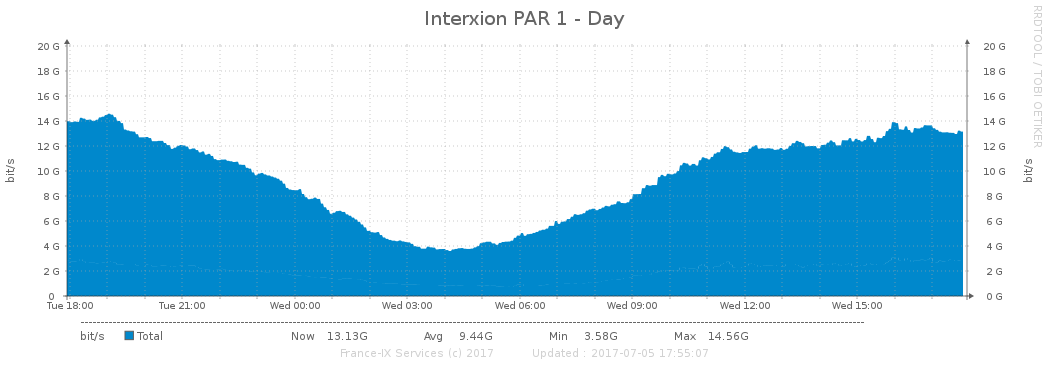 Interxion PAR 1 - Day
RRDTOOL / TOBI OETIKER
bit/s
20 G 20 G
18 G 18 G
16 G 16 G
14 G 14 G
12 G 12 G
10 G 10 G
8 G 8 G
6 G 6 G
4 G 4 G
2 G 2 G
0 0 G
bit/s
Tue 18:00 Tue 21:00 Wed 00:00 Wed 03:00 Wed 06:00 Wed 09:00 Wed 12:00 Wed 15:00
bit/s Total Now 13.13G Avg 9.44G Min 3.58G Max 14.56G
France-IX Services (c) 2017 Updated : 2017-07-05 17:55:07